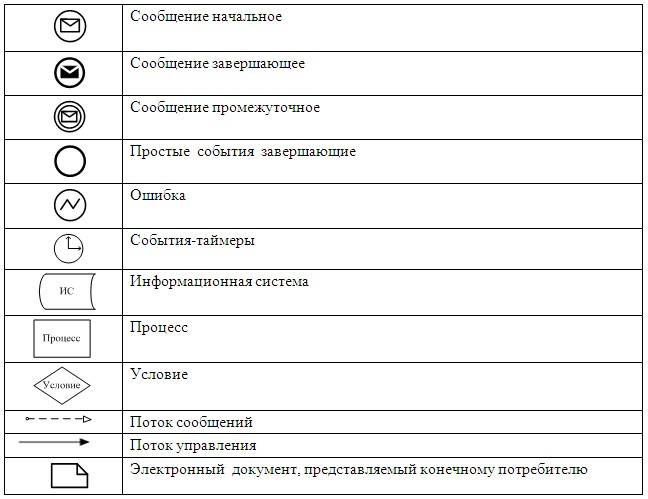 Сообщение начальное
Сообщение завершающее
Сообщение промежуточное
Простые события завершающие
Ошибка
События-таймеры
ИС
Информационная система
Процесс
Процесс
Условие
Условие
Поток сообщений
Поток управления
Электронный документ, представляемый конечному потребителю